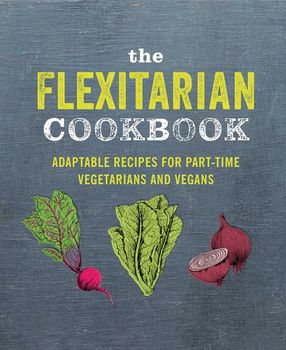 the
FLEXITARIAN
COOKBOOK
ADAPTABLE RECIPES FOR PART-TIME
VEGETARIANS AND VEGANS